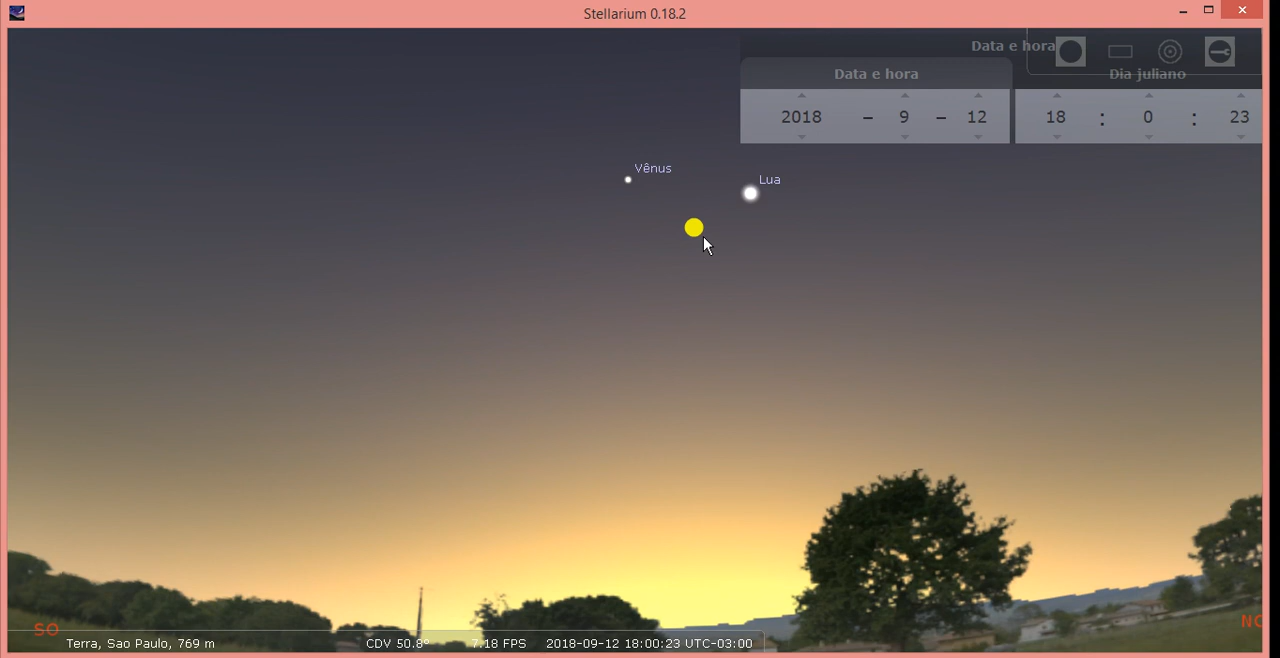 Stellarium 0.18.2
Data e hora
Data e hora
Dia juliano
2018 - 9 - 12
18 : 0 : 23
Vênus
Lua
SO
NO
Terra, Sao Paulo, 769 m
CDV 50.8°
7.18 FPS
2018-09-12 18:00:23 UTC-03:00